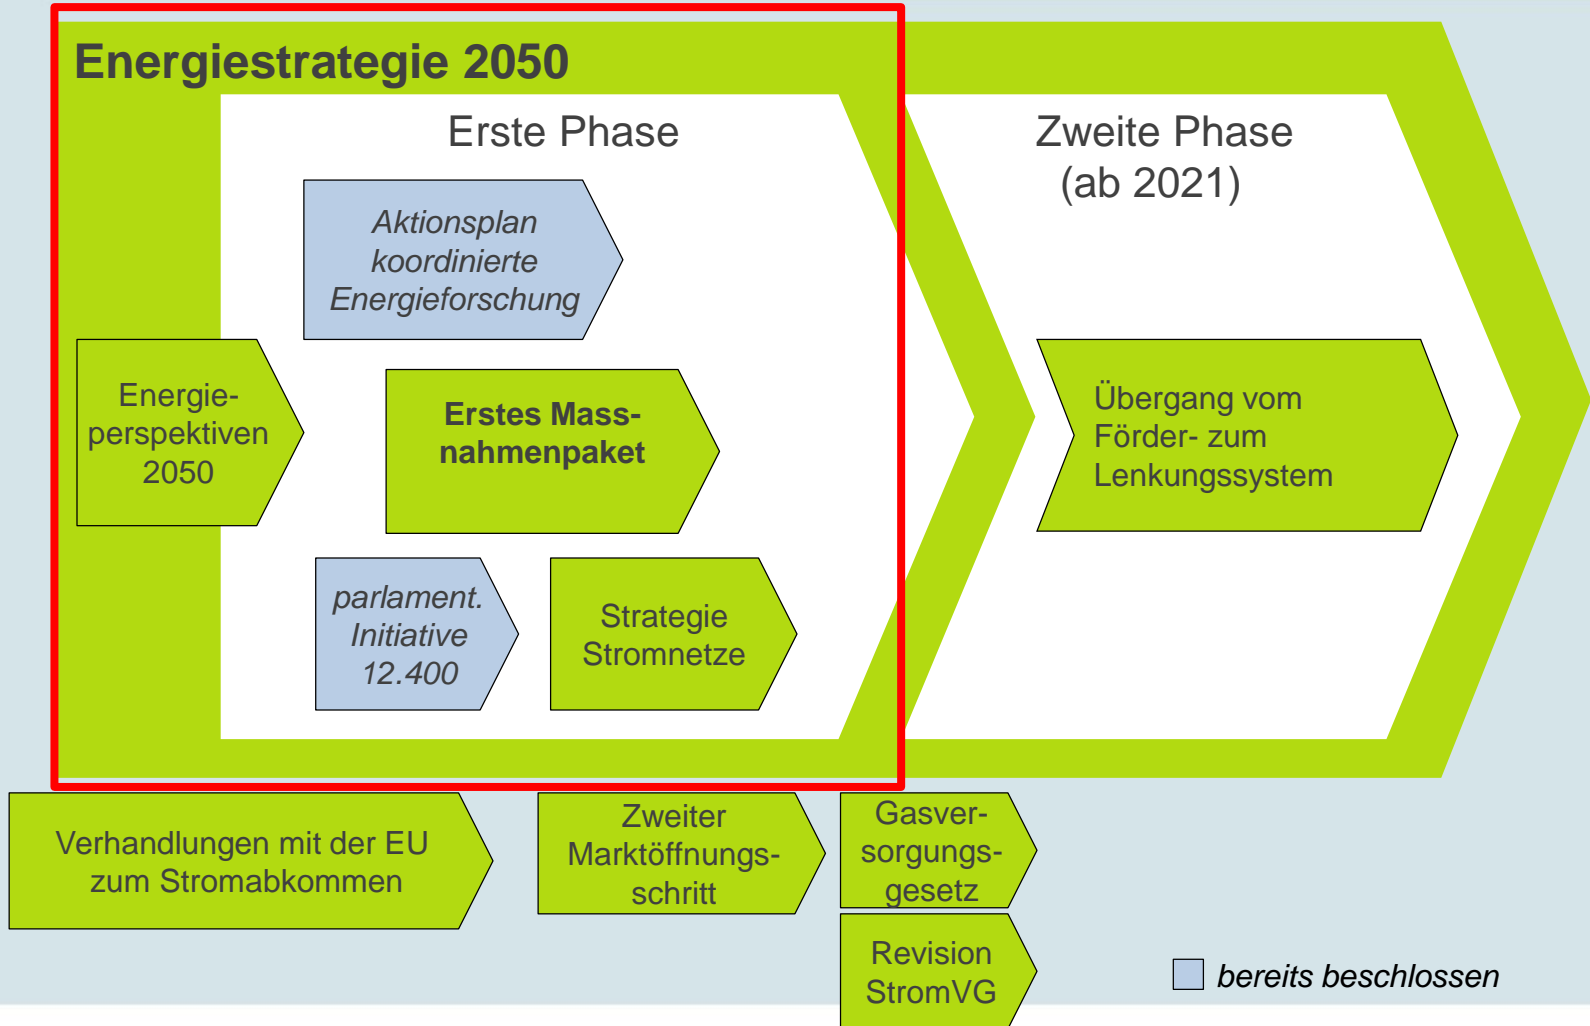 Energiestrategie 2050
Erste Phase
Zweite Phase
(ab 2021)
Aktionsplan
koordinierte
Energieforschung
Energie-
perspektiven
2050
Erstes Mass-
nahmenpaket
Übergang vom
Förder- zum
Lenkungssystem
parlament.
Initiative
12.400
Strategie
Stromnetze
Verhandlungen mit der EU
zum Stromabkommen
Zweiter
Marktöffnungs-
schritt
Gasver-
sorgungs-
gesetz
Revision
StromVG
bereits beschlossen